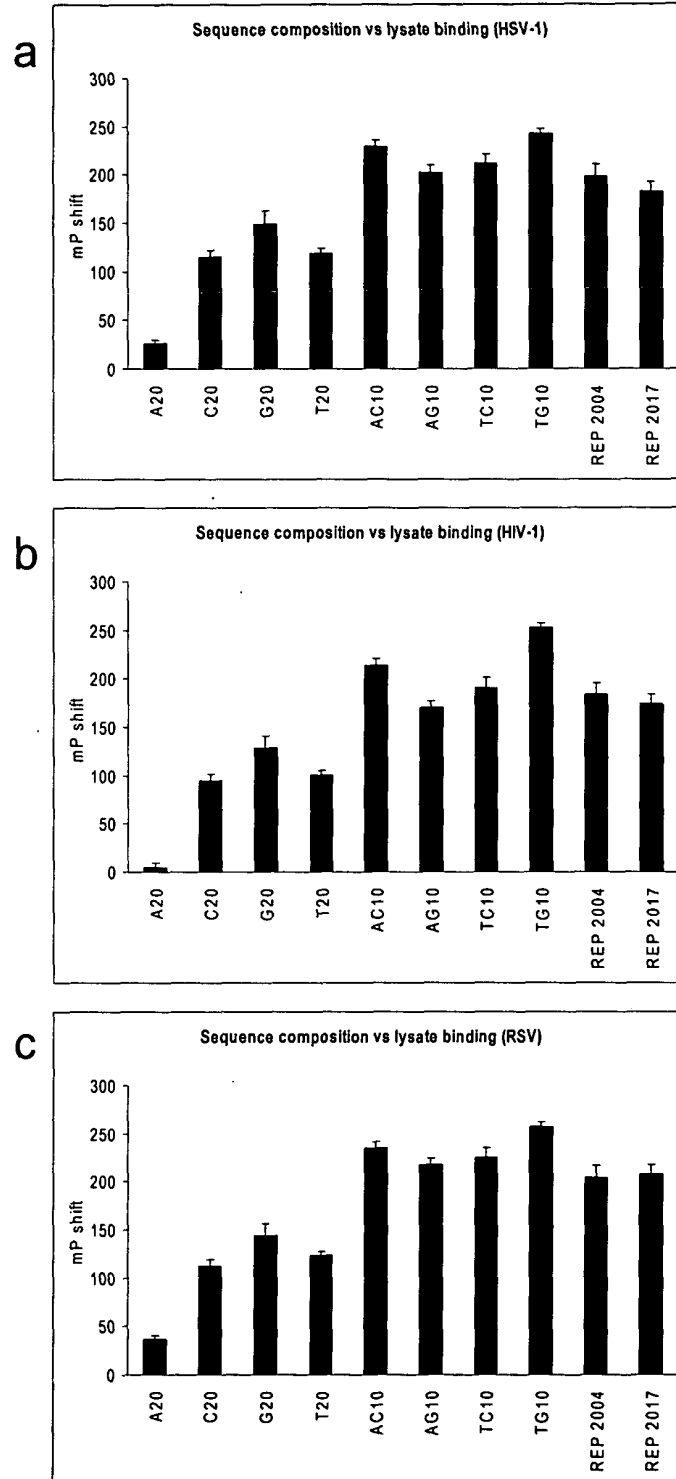 a
Sequence composition vs lysate binding (HSV-1)
300
250
200
150
100
50
0
mP shift
A20
C20
G20
T20
AC10
AG10
TC10
TG10
REP 2004
REP 2017
b
Sequence composition vs lysate binding (HIV-1)
300
250
200
150
100
50
0
mP shift
A20
C20
G20
T20
AC10
AG10
TC10
TG10
REP 2004
REP 2017
c
Sequence composition vs lysate binding (RSV)
300
250
200
150
100
50
0
mP shift
A20
C20
G20
T20
AC10
AG10
TC10
TG10
REP 2004
REP 2017